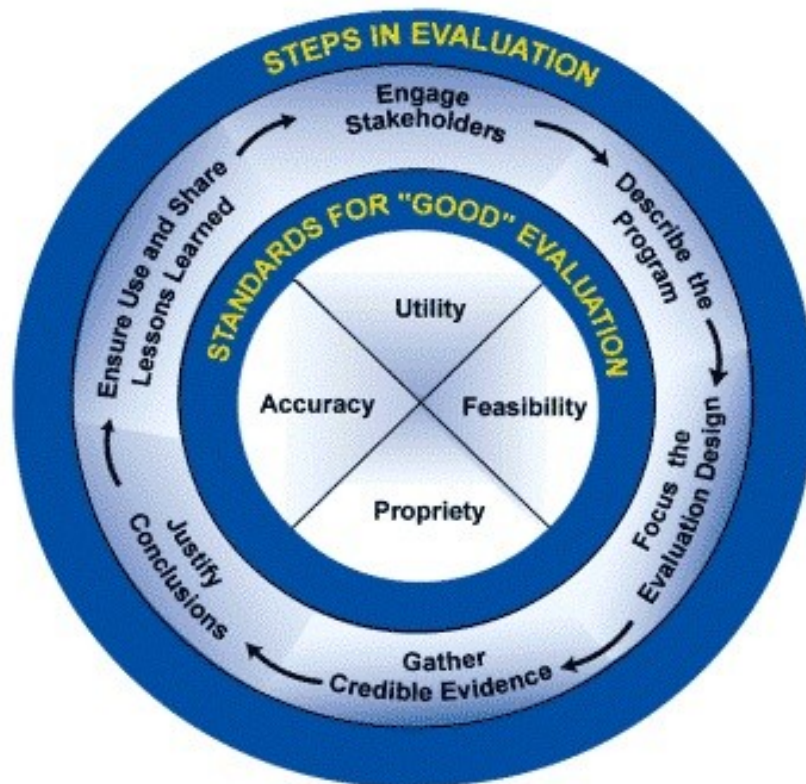 STEPS IN EVALUATION
Engage
Stakeholders
Describe the
Program
Focus the
Evaluation Design
Gather
Credible Evidence
Justify
Conclusions
Ensure Use and Share
Lessons Learned
STANDARDS FOR "GOOD" EVALUATION
Utility
Accuracy
Feasibility
Propriety